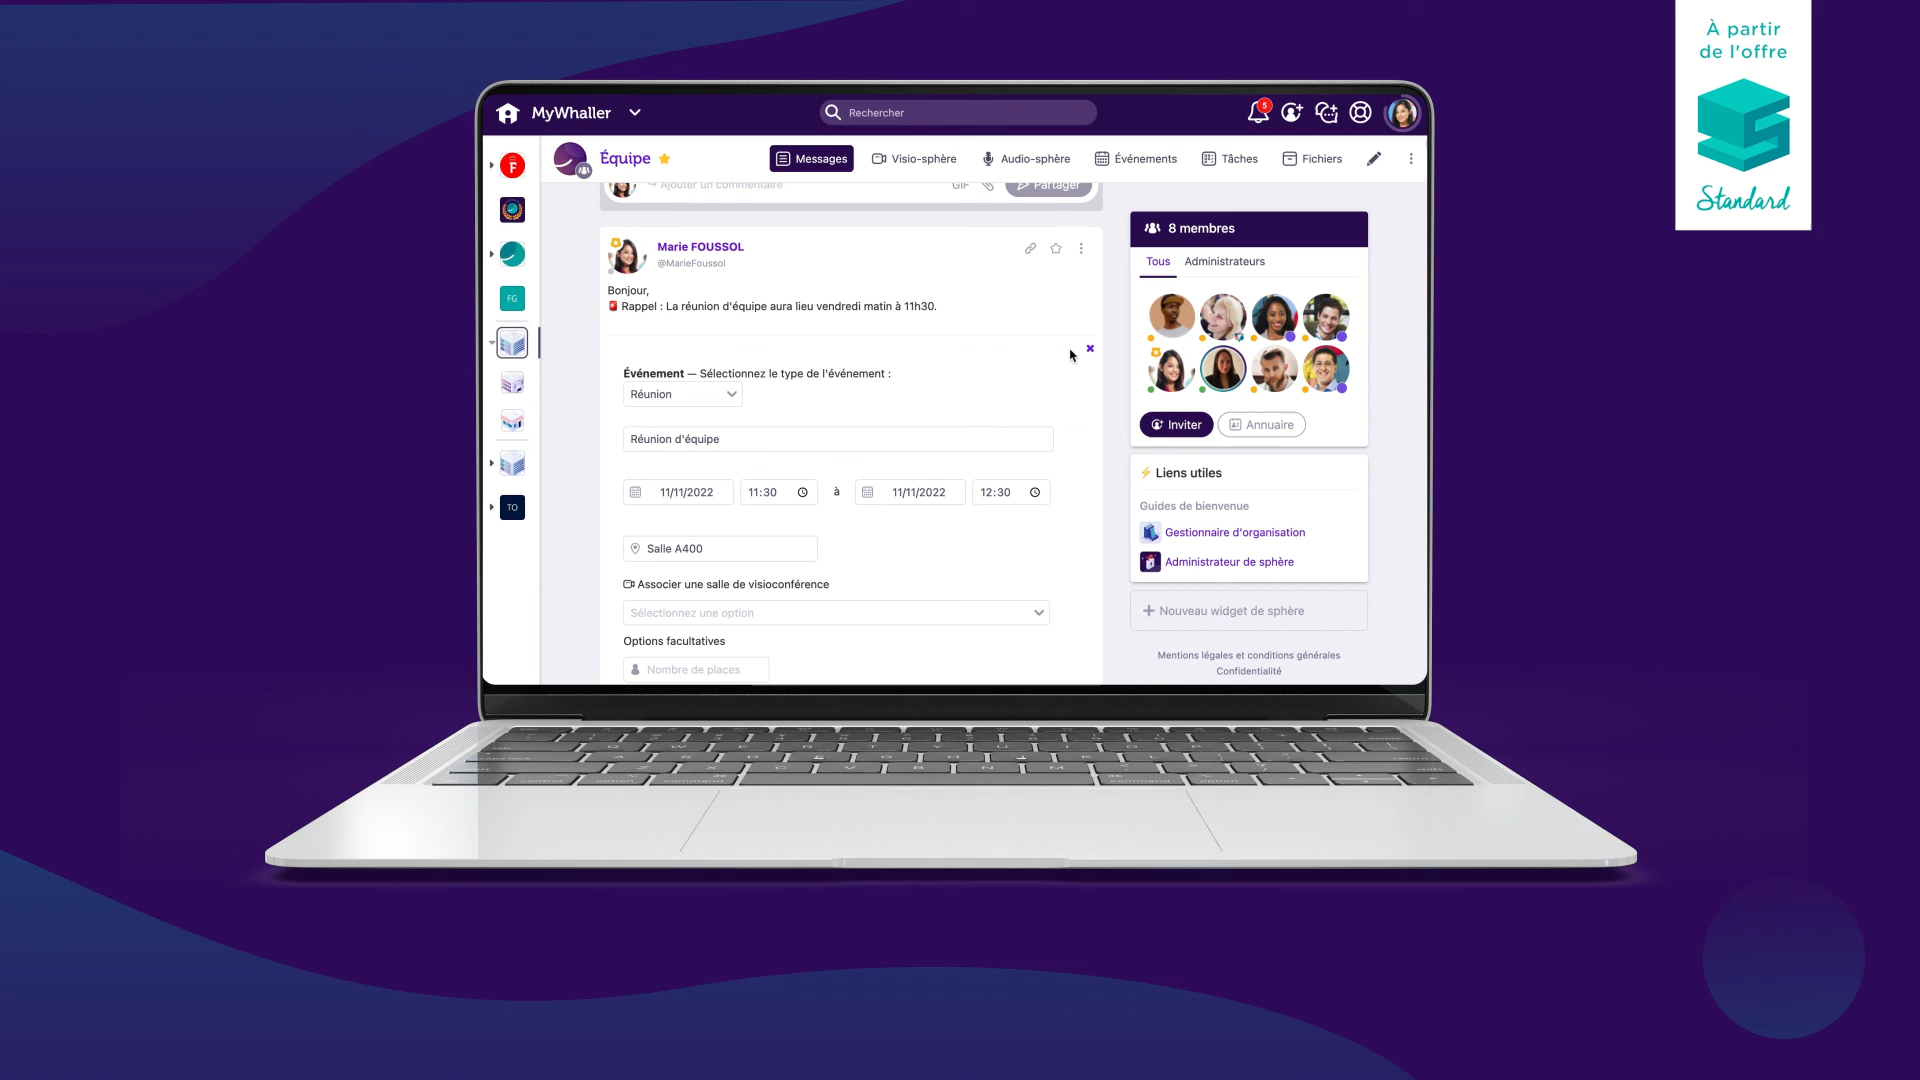 À partir
de l'offre
Standard
MyWhaller
Rechercher
5
Équipe
Messages
Visio-sphère
Audio-sphère
Événements
Tâches
Fichiers
Ajouter un commentaire
GIF
Partager
F
FG
TO
Marie FOUSSOL
@MarieFoussol
Bonjour,
Rappel : La réunion d'équipe aura lieu vendredi matin à 11h30.
Événement — Sélectionnez le type de l'événement :
Réunion
Réunion d'équipe
11/11/2022 11:30 à 11/11/2022 12:30
Salle A400
Associer une salle de visioconférence
Sélectionnez une option
Options facultatives
Nombre de places
8 membres
Tous Administrateurs
Inviter Annuaire
Liens utiles
Guides de bienvenue
Gestionnaire d'organisation
Administrateur de sphère
Nouveau widget de sphère
Mentions légales et conditions générales
Confidentialité